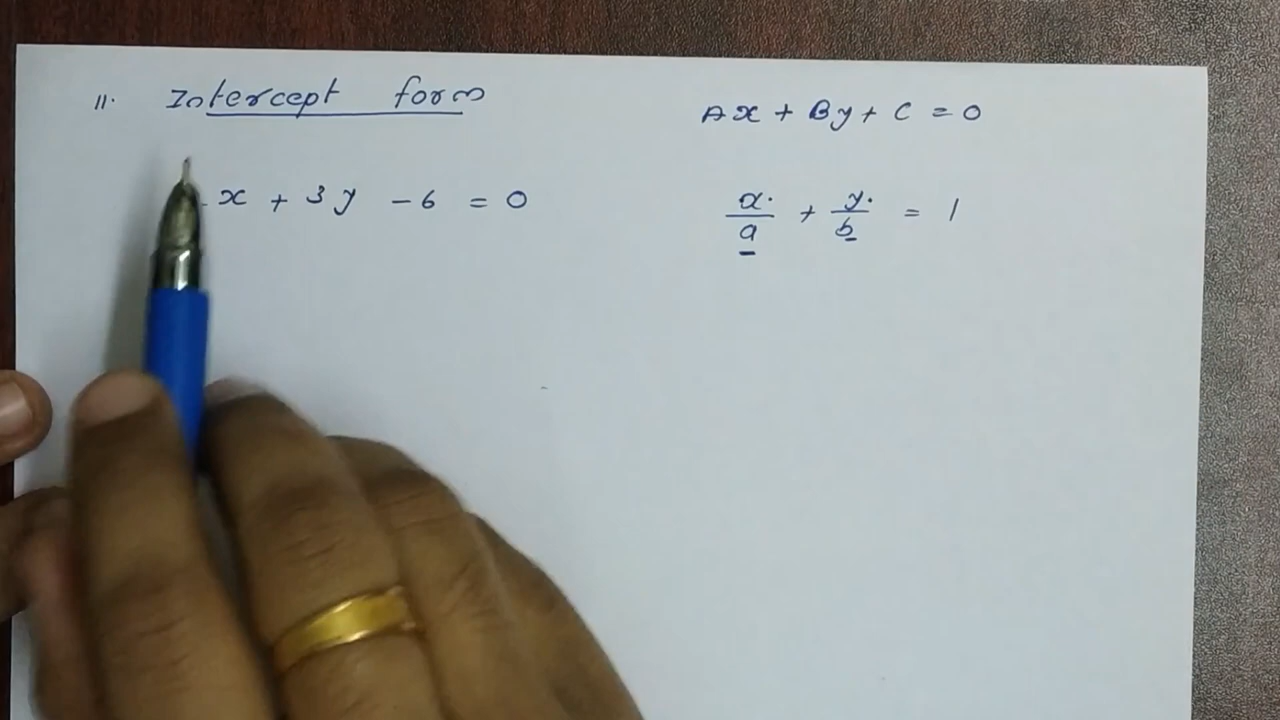 11. Intercept form
Ax + By + C = 0
x + 3y - 6 = 0
x/a + y/b = 1